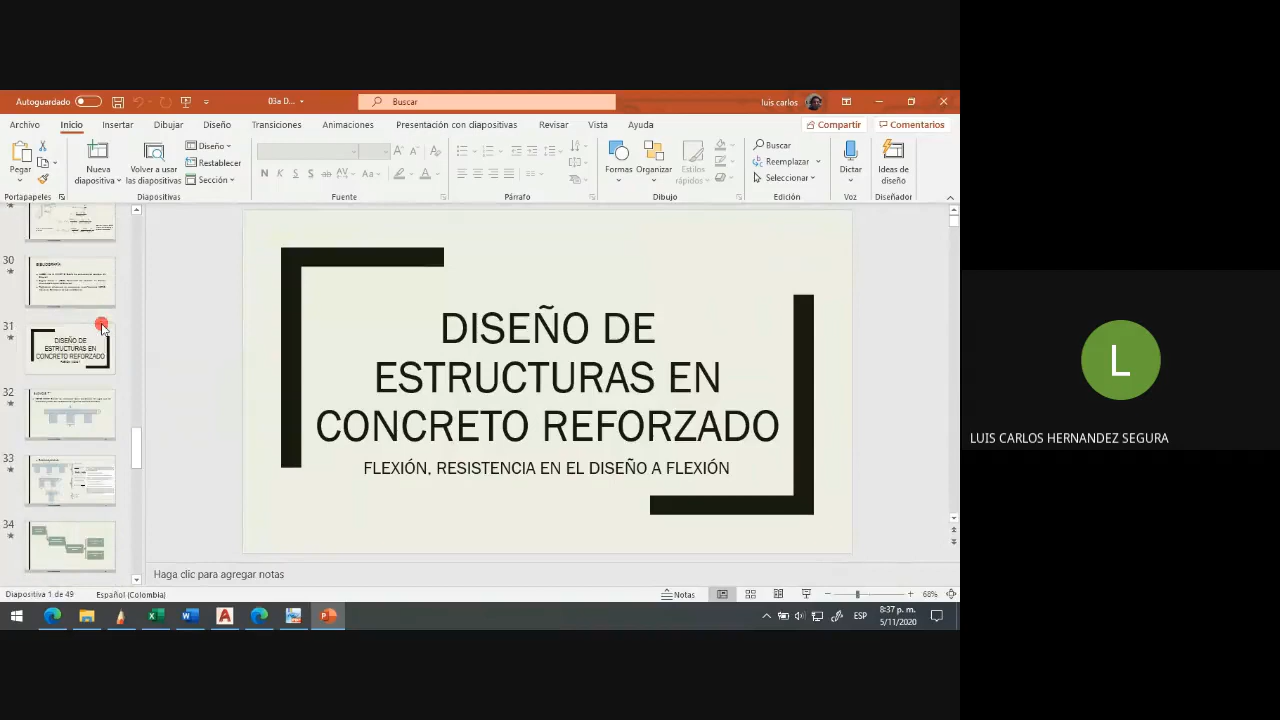 Autoguardado
03a D...
Buscar
luis carlos
Archivo Inicio Insertar Dibujar Diseño Transiciones Animaciones Presentación con diapositivas Revisar Vista Ayuda Compartir Comentarios
Pegar
Nueva
diapositiva
Volver a usar
las diapositivas
Diseño
Restablecer
Sección
N K S S ab AV Aa A
Formas
Organizar
Estilos
rápidos
Buscar
Reemplazar
Seleccionar
Dictar
Ideas de
diseño
Portapapeles Diapositivas Fuente Párrafo Dibujo Edición Voz Diseñador
30
31
DISEÑO DE
ESTRUCTURAS EN
CONCRETO REFORZADO
32
33
34
DISEÑO DE
ESTRUCTURAS EN
CONCRETO REFORZADO
FLEXIÓN, RESISTENCIA EN EL DISEÑO A FLEXIÓN
Haga clic para agregar notas
Diapositiva 1 de 49 Español (Colombia) Notas 68%
ESP
8:37 p. m.
5/11/2020
L
LUIS CARLOS HERNANDEZ SEGURA